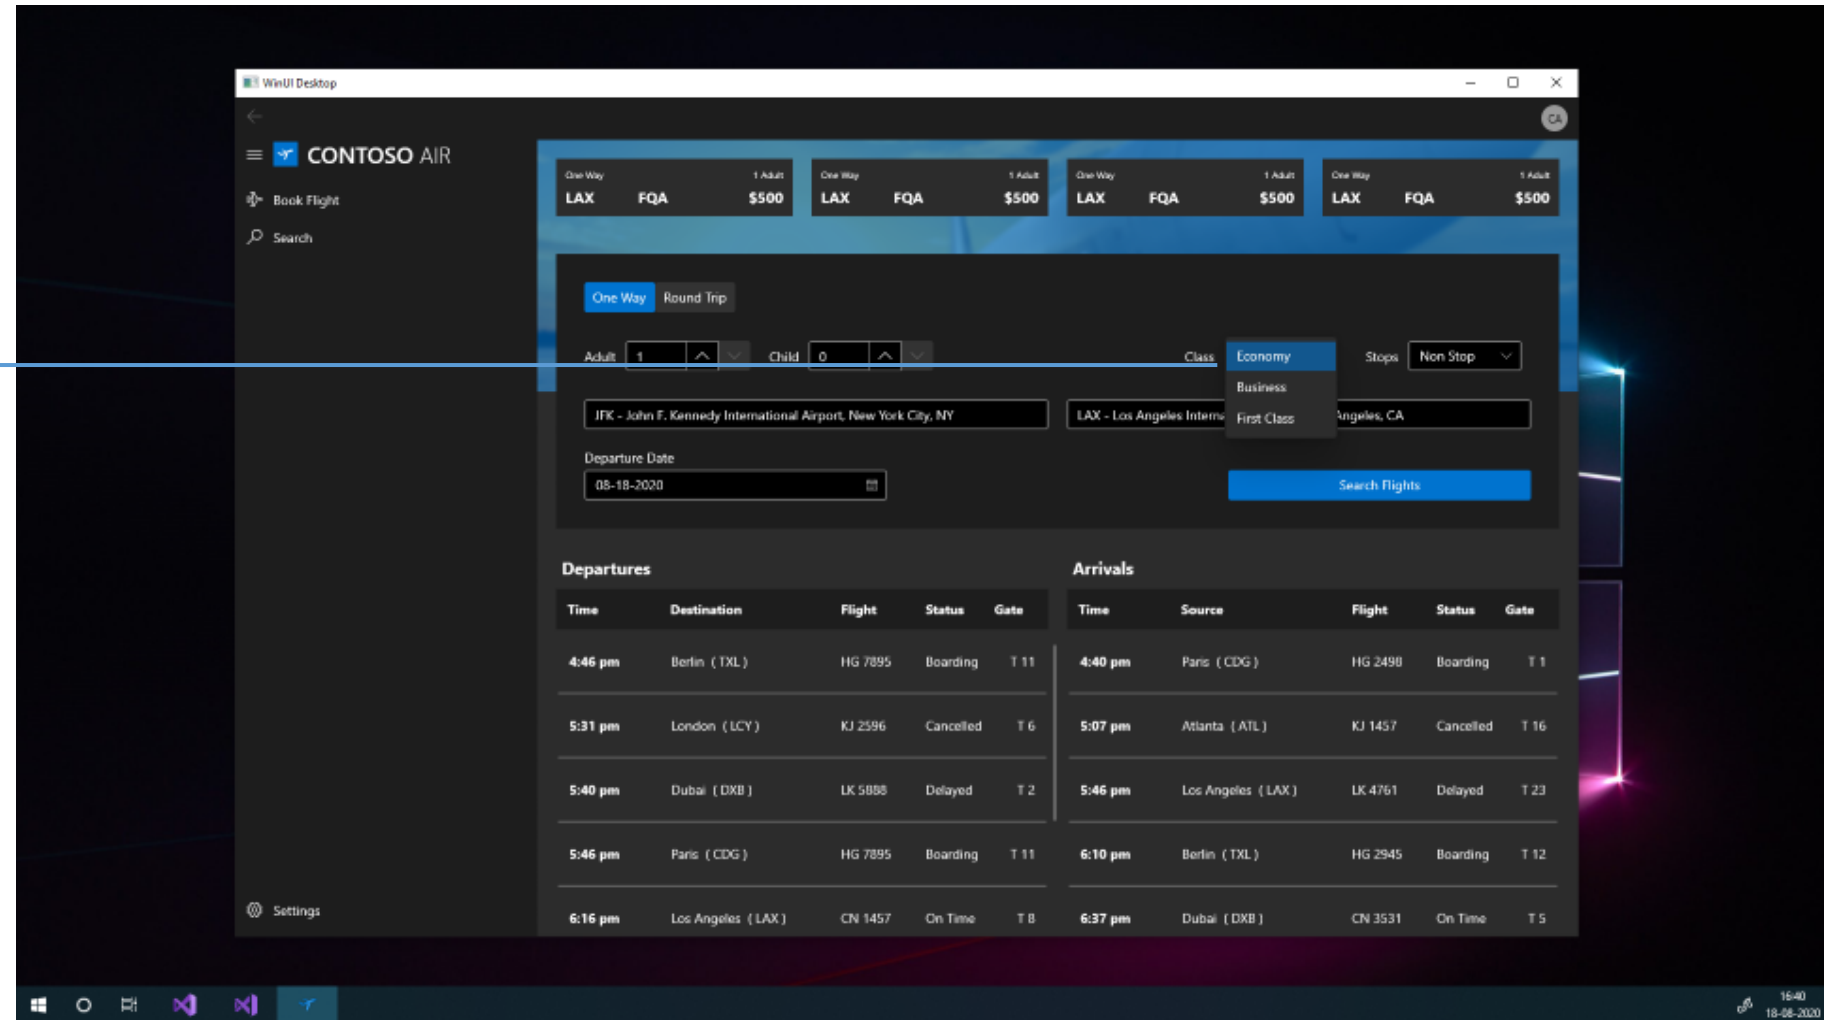 WinUI Desktop
CA
CONTOSO AIR
Book Flight
Search
One Way 1 Adult
LAX FQA $500
One Way 1 Adult
LAX FQA $500
One Way 1 Adult
LAX FQA $500
One Way 1 Adult
LAX FQA $500
One Way Round Trip
Adult 1 Child 0 Class Economy Stops Non Stop
Business
First Class
JFK - John F. Kennedy International Airport, New York City, NY
LAX - Los Angeles Interna ngeles, CA
Departure Date
08-18-2020
Search Flights
Departures
Time Destination Flight Status Gate
4:46 pm Berlin ( TXL ) HG 7895 Boarding T 11
5:31 pm London ( LCY ) KJ 2596 Cancelled T 6
5:40 pm Dubai ( DXB ) LK 5888 Delayed T 2
5:46 pm Paris ( CDG ) HG 7895 Boarding T 11
6:16 pm Los Angeles ( LAX ) CN 1457 On Time T 8
Arrivals
Time Source Flight Status Gate
4:40 pm Paris ( CDG ) HG 2498 Boarding T 1
5:07 pm Atlanta ( ATL ) KJ 1457 Cancelled T 16
5:46 pm Los Angeles ( LAX ) LK 4761 Delayed T 23
6:10 pm Berlin ( TXL ) HG 2945 Boarding T 12
6:37 pm Dubai ( DXB ) CN 3531 On Time T 5
Settings
16:40
18-08-2020